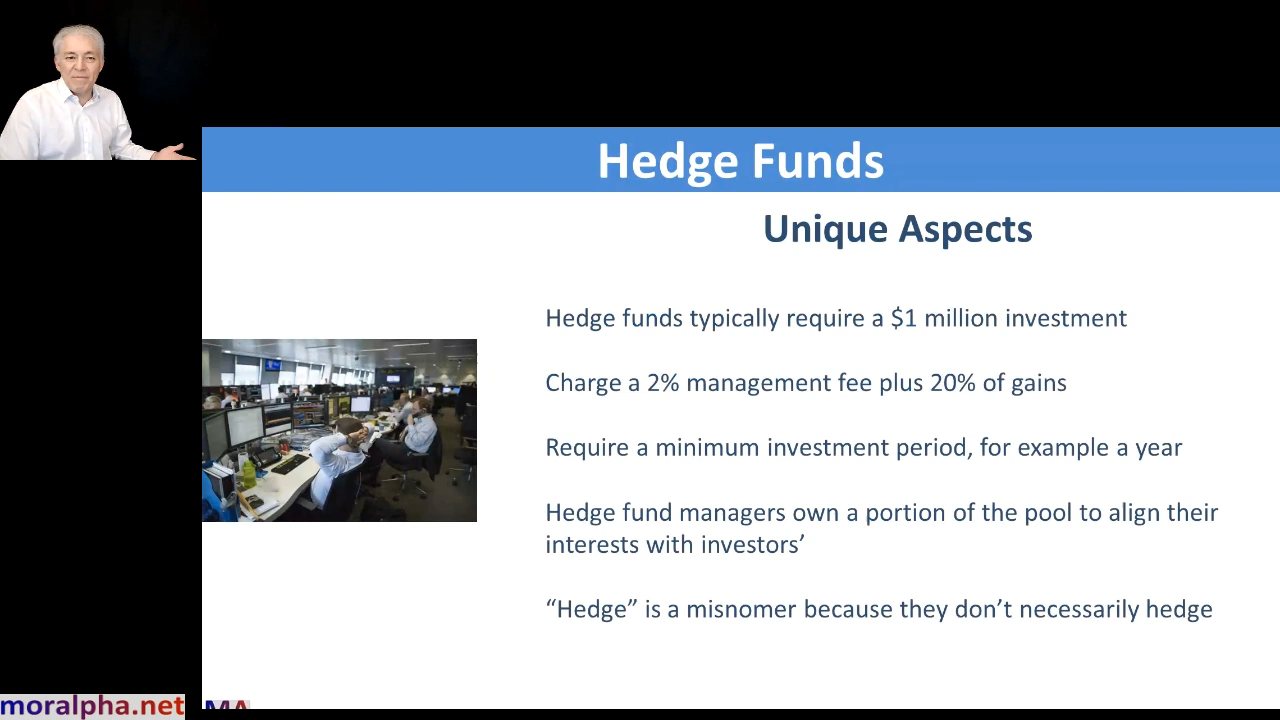 Hedge Funds
Unique Aspects
Hedge funds typically require a $1 million investment
Charge a 2% management fee plus 20% of gains
Require a minimum investment period, for example a year
Hedge fund managers own a portion of the pool to align their
interests with investors’
“Hedge” is a misnomer because they don’t necessarily hedge
moralpha.net
MA